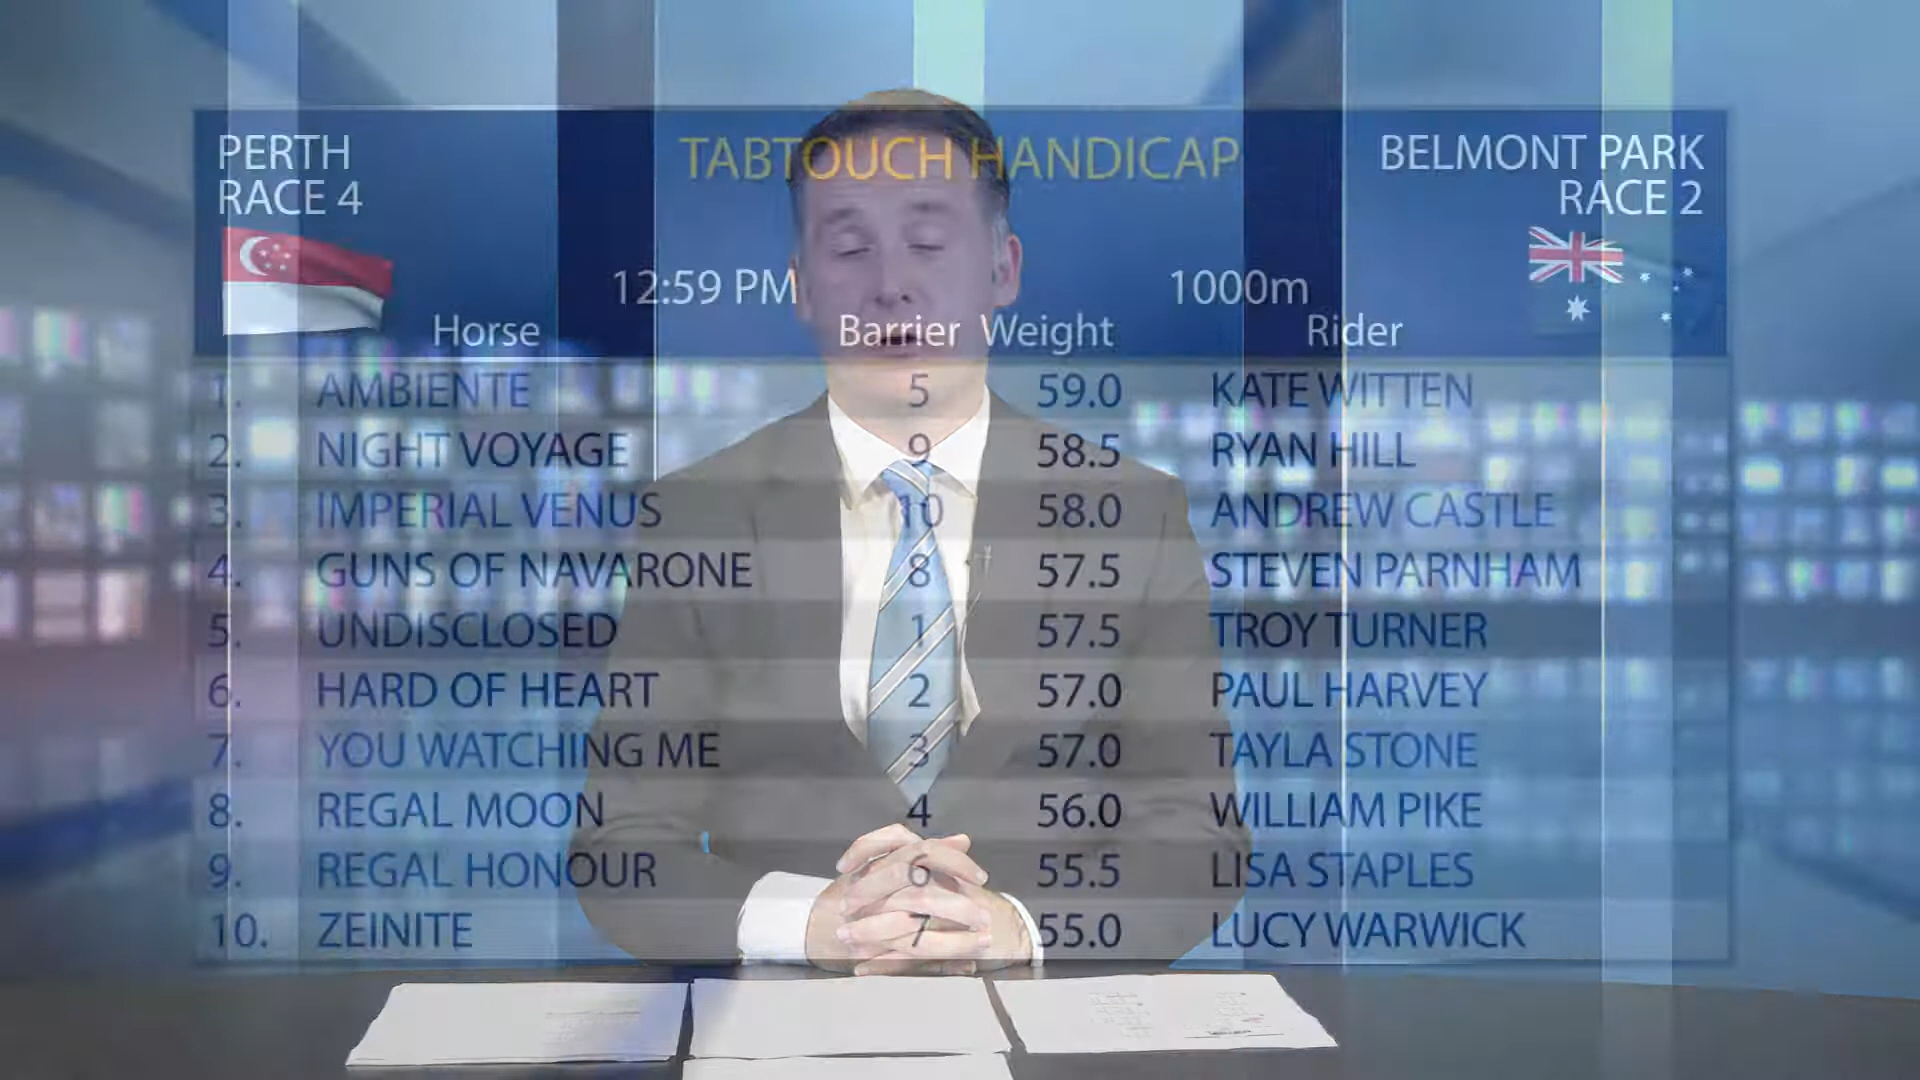 PERTH
RACE 4
TABTOUCH HANDICAP
BELMONT PARK
RACE 2
12:59 PM 1000m
Horse Barrier Weight Rider
1. AMBIENTE 5 59.0 KATE WITTEN
2. NIGHT VOYAGE 9 58.5 RYAN HILL
3. IMPERIAL VENUS 10 58.0 ANDREW CASTLE
4. GUNS OF NAVARONE 8 57.5 STEVEN PARNHAM
5. UNDISCLOSED 1 57.5 TROY TURNER
6. HARD OF HEART 2 57.0 PAUL HARVEY
7. YOU WATCHING ME 3 57.0 TAYLA STONE
8. REGAL MOON 4 56.0 WILLIAM PIKE
9. REGAL HONOUR 6 55.5 LISA STAPLES
10. ZEINITE 7 55.0 LUCY WARWICK